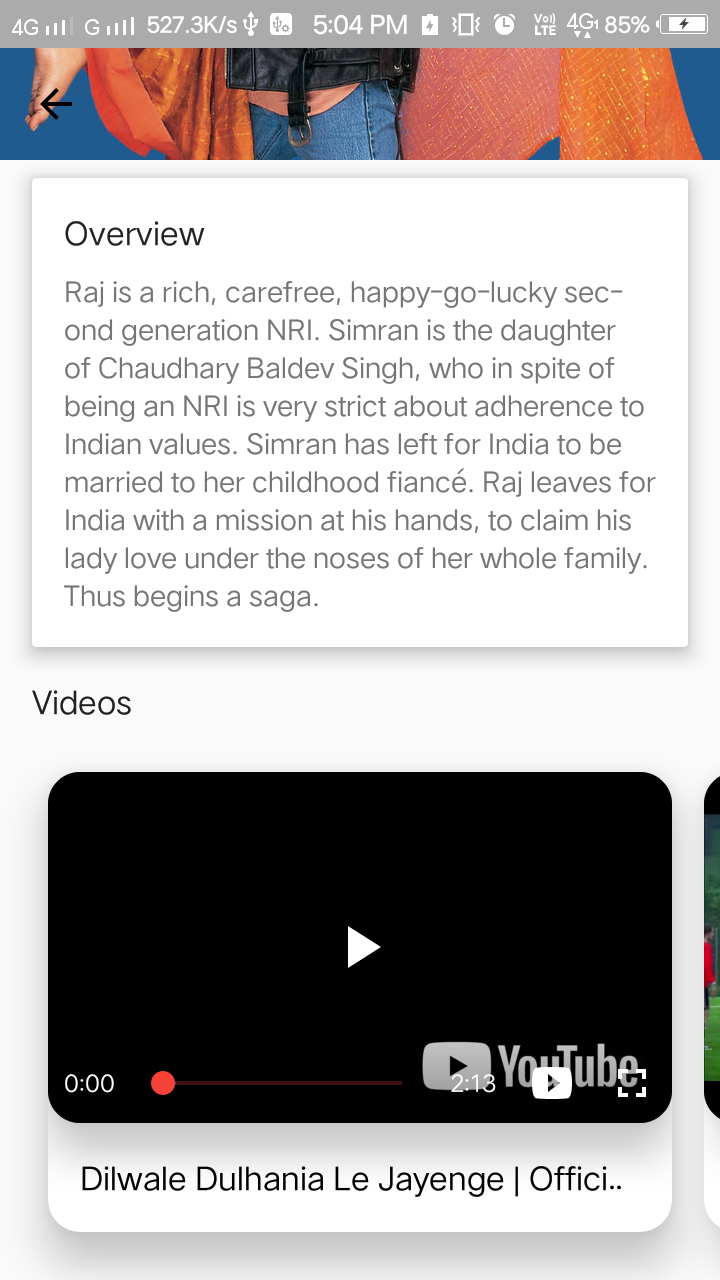 4G G 527.3K/s 5:04 PM Vo)) LTE 4G1 85%
Overview
Raj is a rich, carefree, happy-go-lucky sec-
ond generation NRI. Simran is the daughter
of Chaudhary Baldev Singh, who in spite of
being an NRI is very strict about adherence to
Indian values. Simran has left for India to be
married to her childhood fiancé. Raj leaves for
India with a mission at his hands, to claim his
lady love under the noses of her whole family.
Thus begins a saga.
Videos
YouTube
0:00 2:13
Dilwale Dulhania Le Jayenge | Offici..